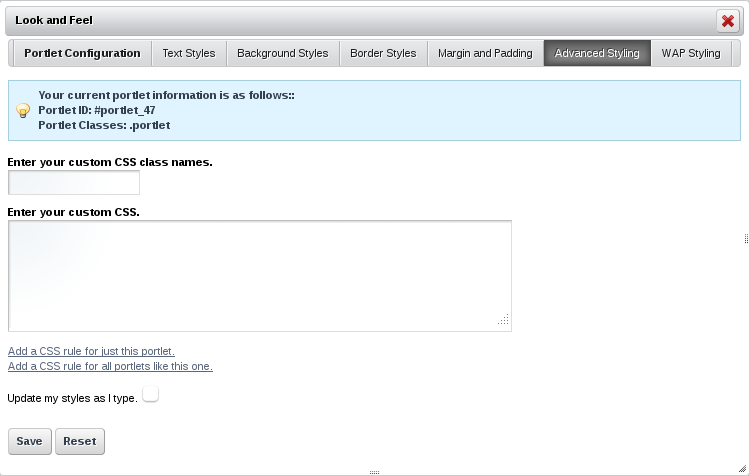 Look and Feel
Portlet Configuration Text Styles Background Styles Border Styles Margin and Padding Advanced Styling WAP Styling
Your current portlet information is as follows::
Portlet ID: #portlet_47
Portlet Classes: .portlet
Enter your custom CSS class names.
Enter your custom CSS.
Add a CSS rule for just this portlet.
Add a CSS rule for all portlets like this one.
Update my styles as I type.
Save Reset